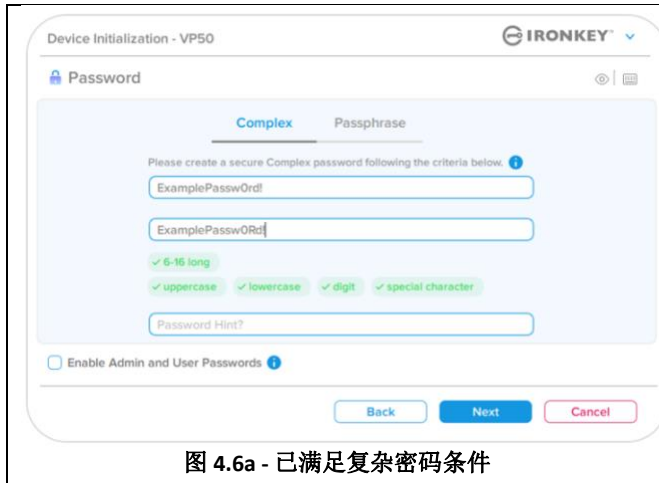 Device Initialization - VP50
IRONKEY
Password
Complex Passphrase
Please create a secure Complex password following the criteria below.
ExamplePassw0rd!
ExamplePassw0Rd!
✓ 6-16 long
✓ uppercase ✓ lowercase ✓ digit ✓ special character
Password Hint?
Enable Admin and User Passwords
Back Next Cancel
图 4.6a - 已满足复杂密码条件